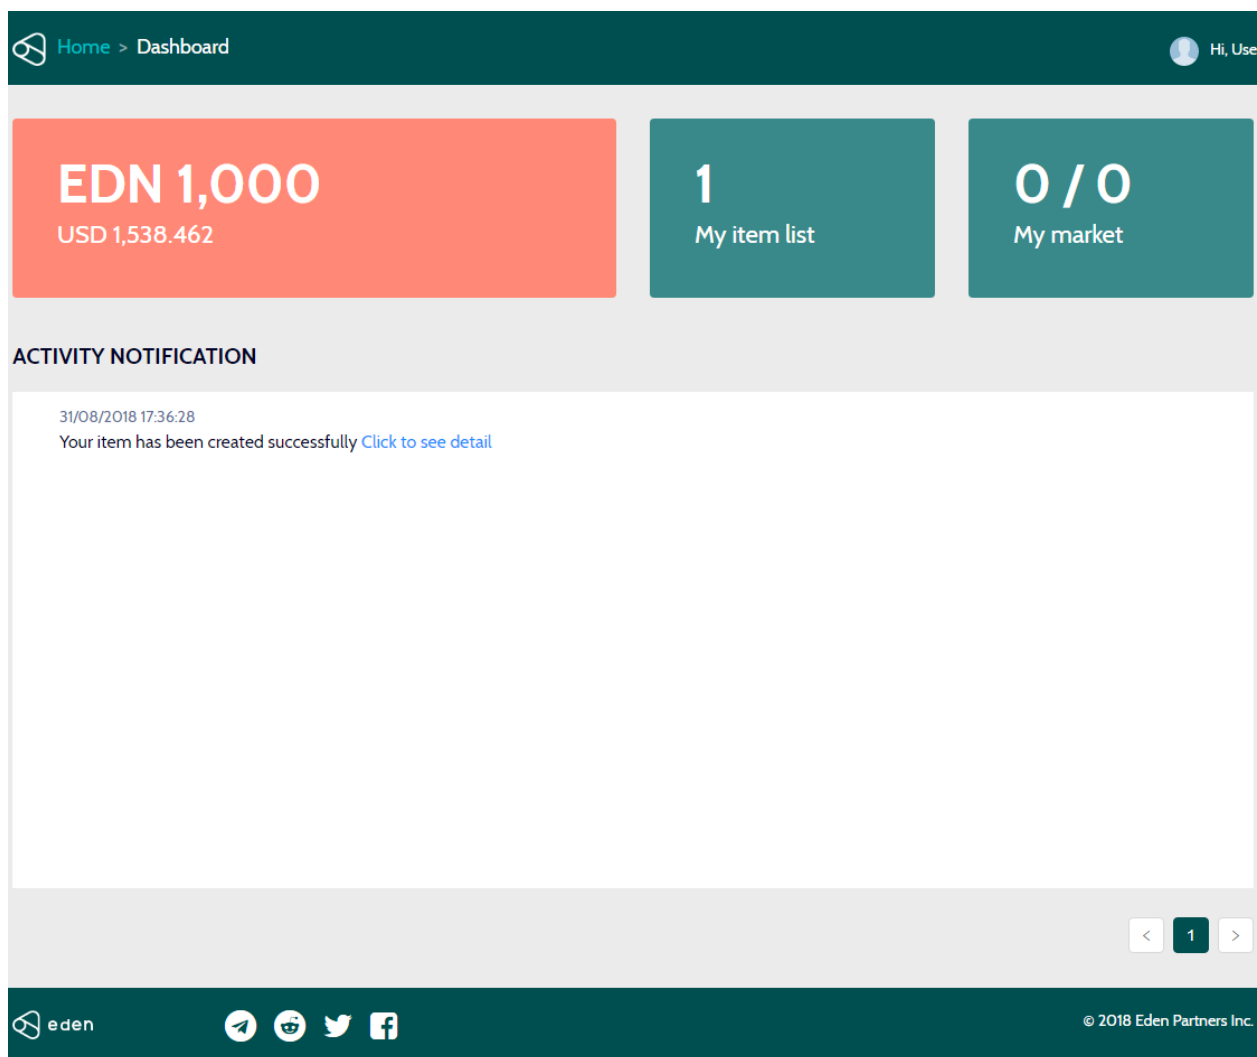 Home > Dashboard
Hi, Use
EDN 1,000
USD 1,538.462
1
My item list
0 / 0
My market
ACTIVITY NOTIFICATION
31/08/2018 17:36:28
Your item has been created successfully Click to see detail
< 1 >
eden
© 2018 Eden Partners Inc.